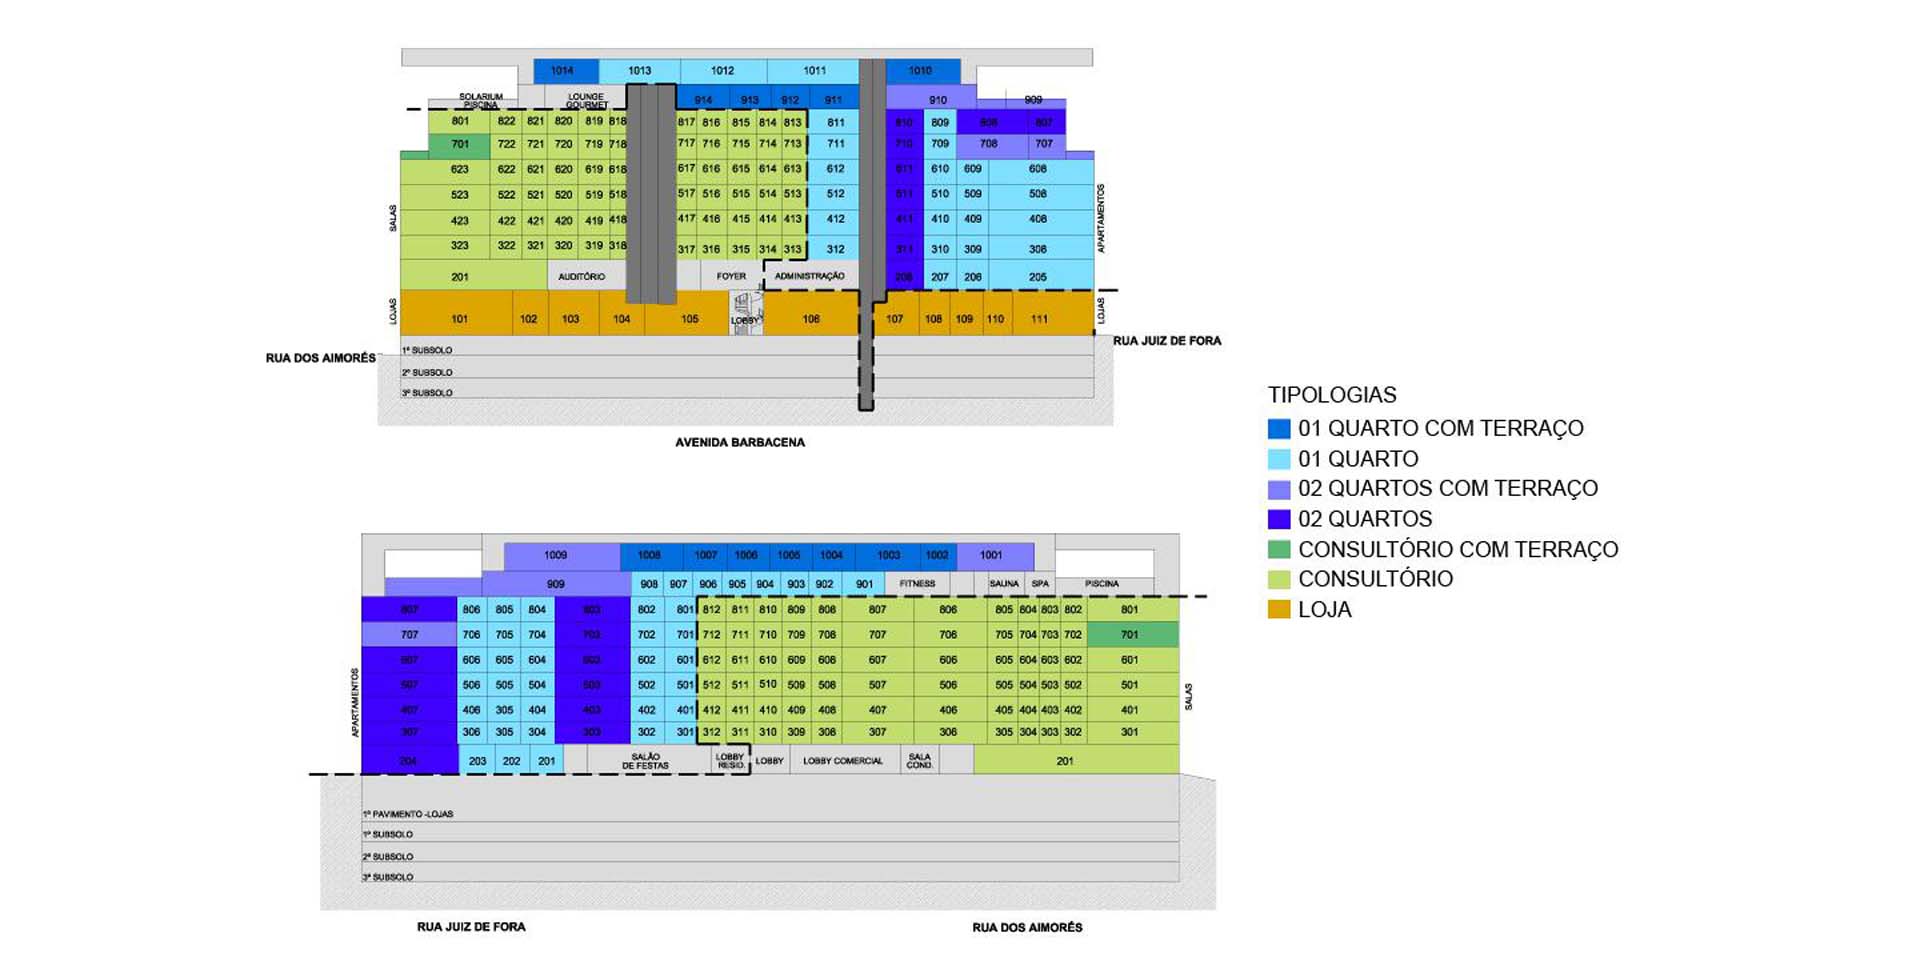 1014 1013 1012 1011 1010
SOLARIUM PISCINA LOUNGE GOURMET 914 913 912 911 910 909
801 822 821 820 819 818 817 816 815 814 813 811 810 809 808 807
701 722 721 720 719 718 717 716 715 714 713 711 710 709 708 707
623 622 621 620 619 618 617 616 615 614 613 612 611 610 609 608
523 522 521 520 519 518 517 516 515 514 513 512 511 510 509 508
SALAS APARTAMENTOS
423 422 421 420 419 418 417 416 415 414 413 412 411 410 409 408
323 322 321 320 319 318 317 316 315 314 313 312 311 310 309 308
201 AUDITÓRIO FOYER ADMINISTRAÇÃO 208 207 206 205
LOJAS 101 102 103 104 105 LOBBY 106 107 108 109 110 111 LOJAS
RUA DOS AIMORÉS RUA JUIZ DE FORA
1º SUBSOLO
2º SUBSOLO
3º SUBSOLO
AVENIDA BARBACENA
TIPOLOGIAS
01 QUARTO COM TERRAÇO
01 QUARTO
02 QUARTOS COM TERRAÇO
02 QUARTOS
CONSULTÓRIO COM TERRAÇO
CONSULTÓRIO
LOJA
1009 1008 1007 1006 1005 1004 1003 1002 1001
909 908 907 906 905 904 903 902 901 FITNESS SAUNA SPA PISCINA
807 806 805 804 803 802 801 812 811 810 809 808 807 806 805 804 803 802 801
707 706 705 704 703 702 701 712 711 710 709 708 707 706 705 704 703 702 701
607 606 605 604 603 602 601 612 611 610 609 608 607 606 605 604 603 602 601
507 506 505 504 503 502 501 512 511 510 509 508 507 506 505 504 503 502 501
APARTAMENTOS SALAS
407 406 305 404 403 402 401 412 411 410 409 408 407 406 405 404 403 402 401
307 306 305 304 303 302 301 312 311 310 309 308 307 306 305 304 303 302 301
204 203 202 201 SALÃO DE FESTAS LOBBY RESID. LOBBY LOBBY COMERCIAL SALA COND. 201
1º PAVIMENTO -LOJAS
1º SUBSOLO
2º SUBSOLO
3º SUBSOLO
RUA JUIZ DE FORA RUA DOS AIMORÉS